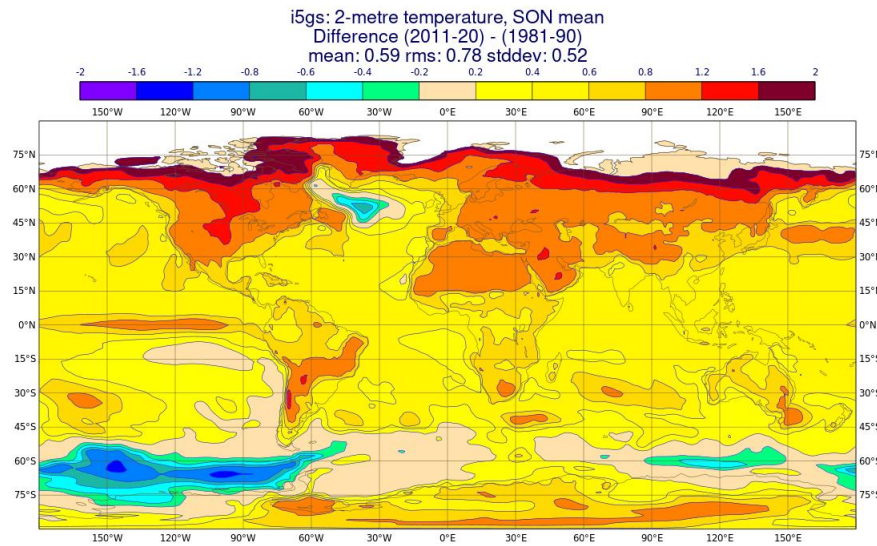 i5gs: 2-metre temperature, SON mean
Difference (2011-20) - (1981-90)
mean: 0.59 rms: 0.78 stddev: 0.52
-2 -1.6 -1.2 -0.8 -0.6 -0.4 -0.2 0.2 0.4 0.6 0.8 1.2 1.6 2
150°W 120°W 90°W 60°W 30°W 0°E 30°E 60°E 90°E 120°E 150°E
75°N 75°N
60°N 60°N
45°N 45°N
30°N 30°N
15°N 15°N
0°N 0°N
15°S 15°S
30°S 30°S
45°S 45°S
60°S 60°S
75°S 75°S
150°W 120°W 90°W 60°W 30°W 0°E 30°E 60°E 90°E 120°E 150°E